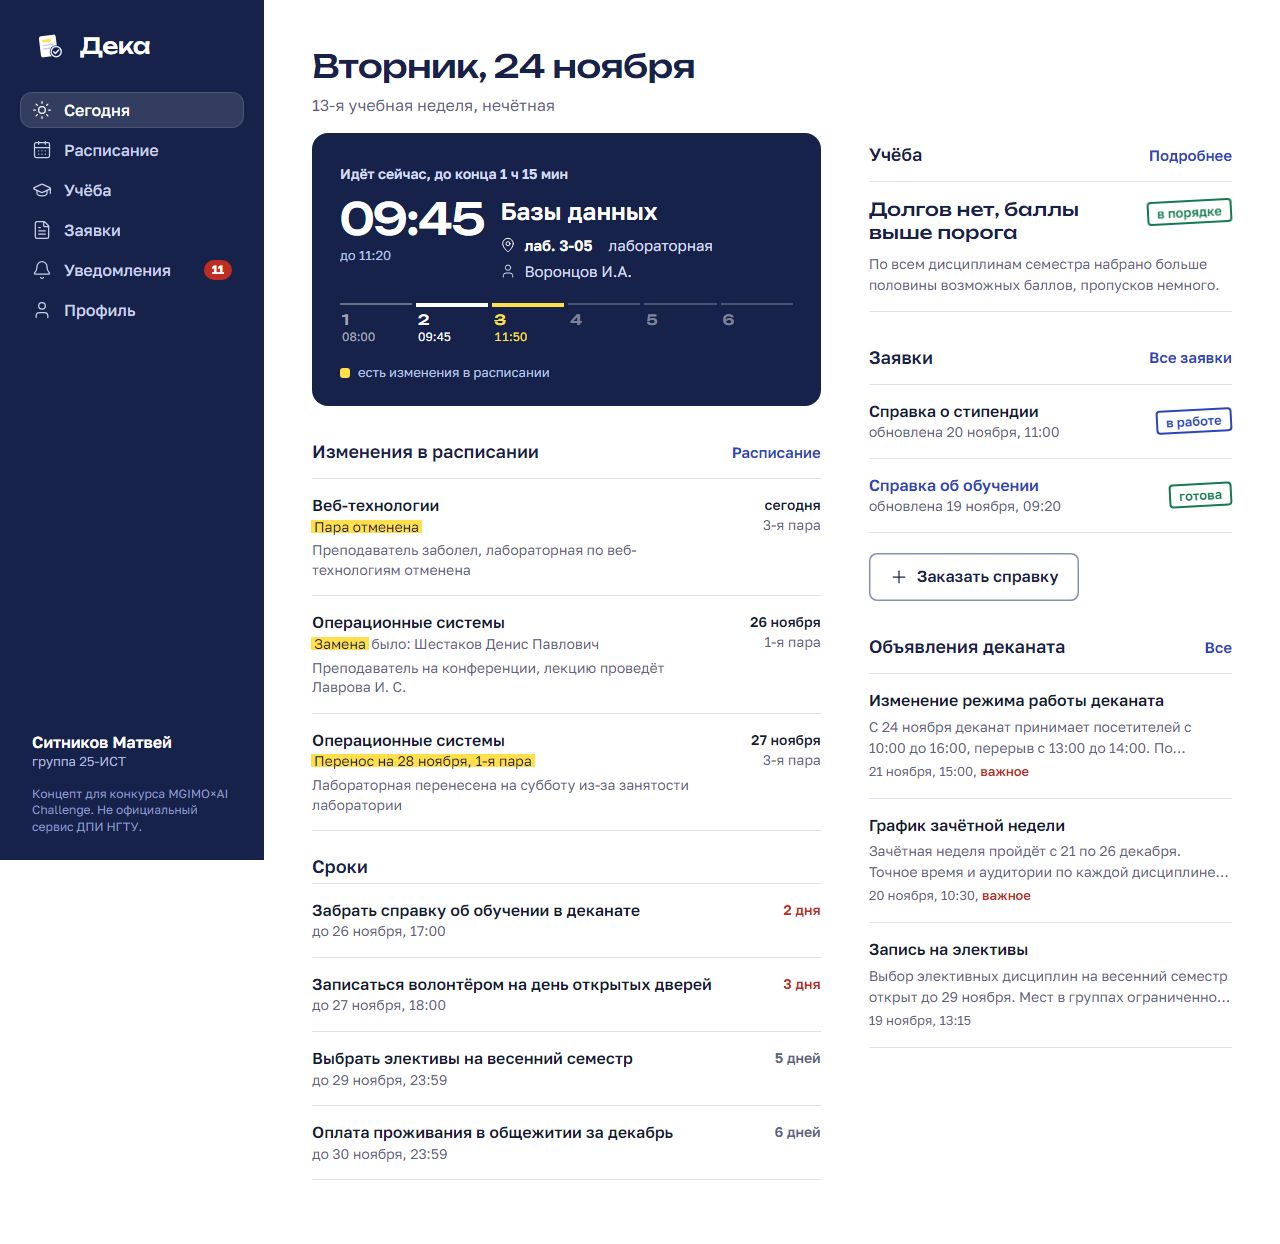 Дека
Сегодня
Расписание
Учёба
Заявки
Уведомления 11
Профиль
Ситников Матвей
группа 25-ИСТ
Концепт для конкурса MGIMO×AI
Challenge. Не официальный
сервис ДПИ НГТУ.
Вторник, 24 ноября
13-я учебная неделя, нечётная
Идёт сейчас, до конца 1 ч 15 мин
09:45
до 11:20
Базы данных
лаб. 3-05 лабораторная
Воронцов И.А.
1 2 3 4 5 6
08:00 09:45 11:50
есть изменения в расписании
Изменения в расписании Расписание
Веб-технологии сегодня
Пара отменена 3-я пара
Преподаватель заболел, лабораторная по веб-
технологиям отменена
Операционные системы 26 ноября
Замена было: Шестаков Денис Павлович 1-я пара
Преподаватель на конференции, лекцию проведёт
Лаврова И. С.
Операционные системы 27 ноября
Перенос на 28 ноября, 1-я пара 3-я пара
Лабораторная перенесена на субботу из-за занятости
лаборатории
Сроки
Забрать справку об обучении в деканате 2 дня
до 26 ноября, 17:00
Записаться волонтёром на день открытых дверей 3 дня
до 27 ноября, 18:00
Выбрать элективы на весенний семестр 5 дней
до 29 ноября, 23:59
Оплата проживания в общежитии за декабрь 6 дней
до 30 ноября, 23:59
Учёба Подробнее
Долгов нет, баллы
выше порога
в порядке
По всем дисциплинам семестра набрано больше
половины возможных баллов, пропусков немного.
Заявки Все заявки
Справка о стипендии
обновлена 20 ноября, 11:00
в работе
Справка об обучении
обновлена 19 ноября, 09:20
готова
Заказать справку
Объявления деканата Все
Изменение режима работы деканата
С 24 ноября деканат принимает посетителей с
10:00 до 16:00, перерыв с 13:00 до 14:00. По…
21 ноября, 15:00, важное
График зачётной недели
Зачётная неделя пройдёт с 21 по 26 декабря.
Точное время и аудитории по каждой дисциплине…
20 ноября, 10:30, важное
Запись на элективы
Выбор элективных дисциплин на весенний семестр
открыт до 29 ноября. Мест в группах ограниченно…
19 ноября, 13:15